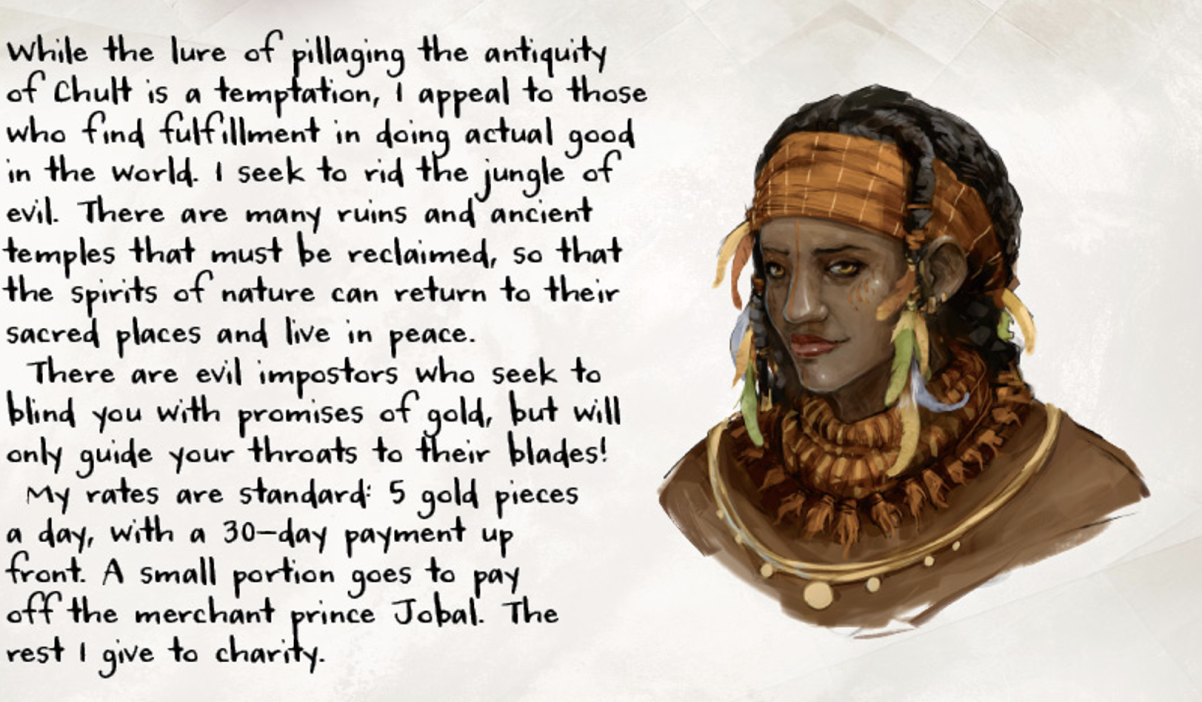 While the lure of pillaging the antiquity
of Chult is a temptation, I appeal to those
who find fulfillment in doing actual good
in the world. I seek to rid the jungle of
evil. There are many ruins and ancient
temples that must be reclaimed, so that
the spirits of nature can return to their
sacred places and live in peace.
There are evil impostors who seek to
blind you with promises of gold, but will
only guide your throats to their blades!
My rates are standard: 5 gold pieces
a day, with a 30-day payment up
front. A small portion goes to pay
off the merchant prince Jobal. The
rest I give to charity.